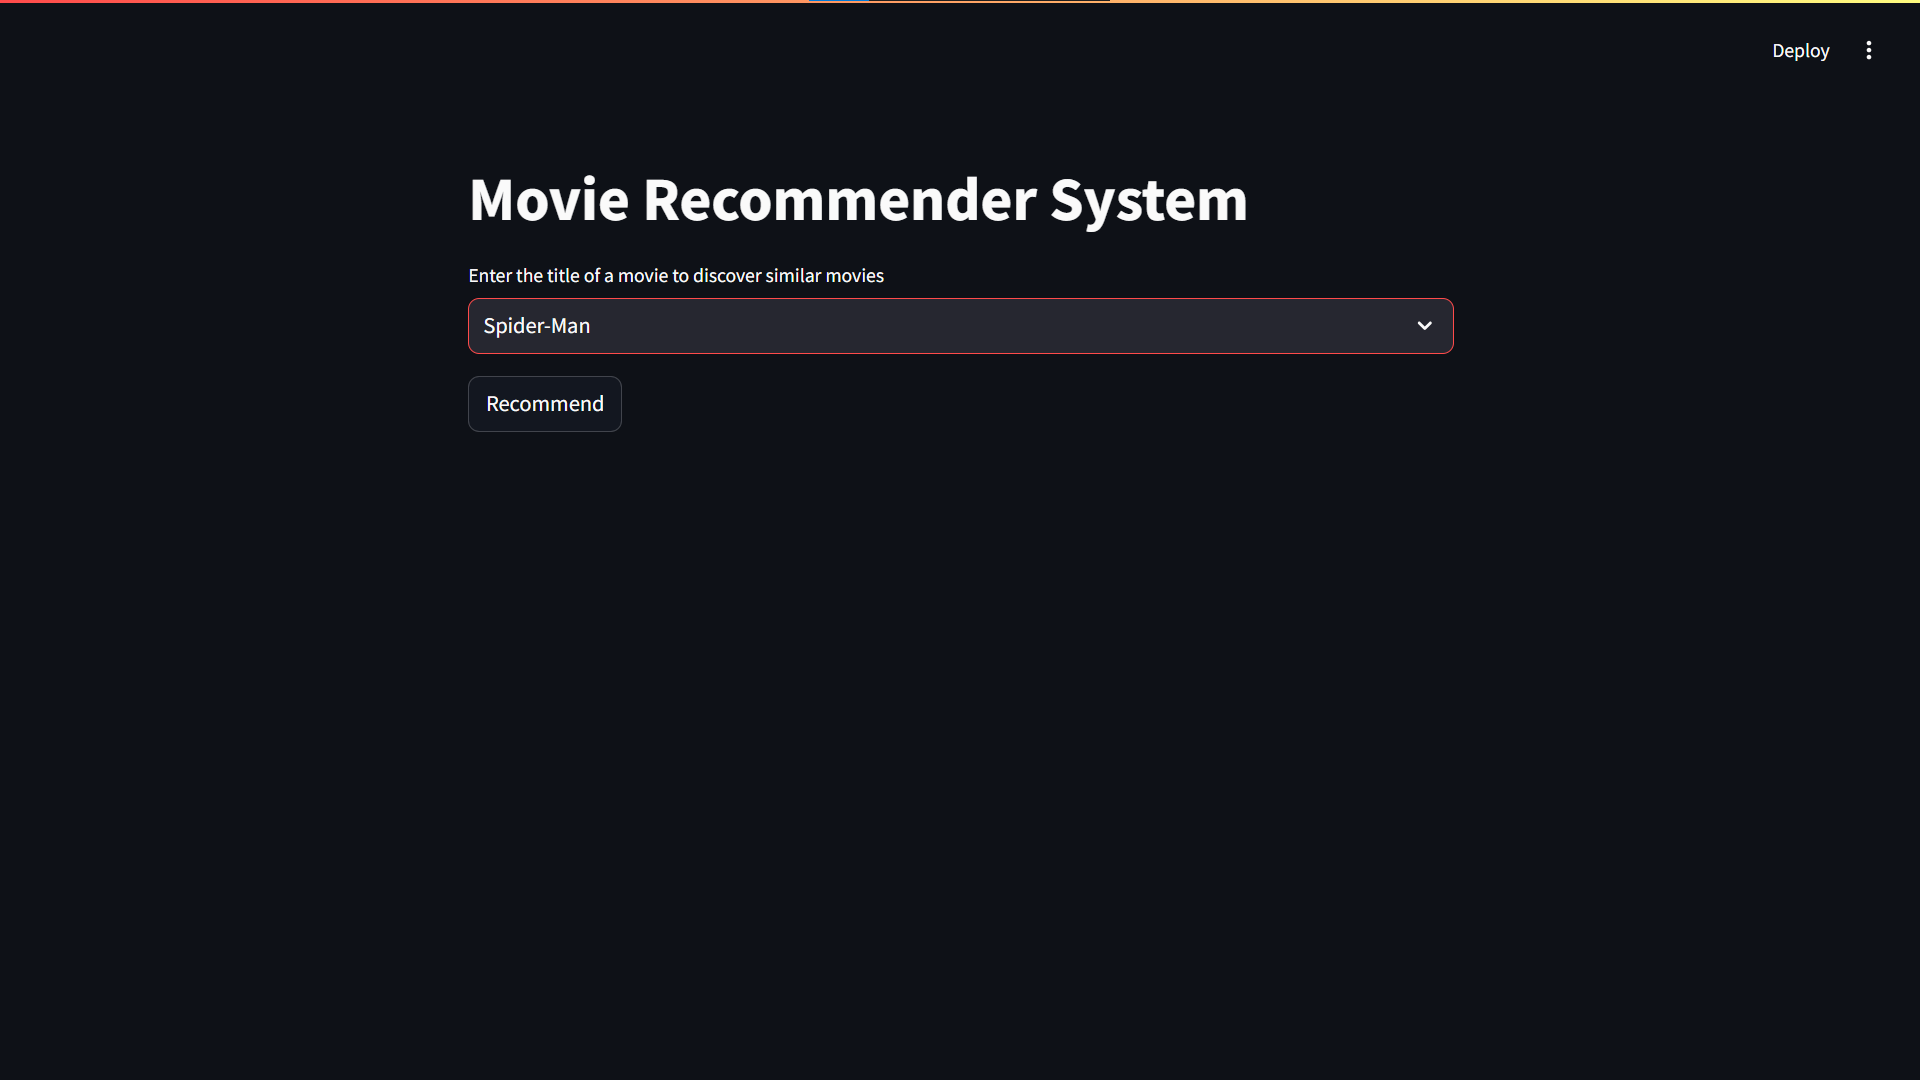 Deploy
Movie Recommender System
Enter the title of a movie to discover similar movies
Spider-Man
Recommend